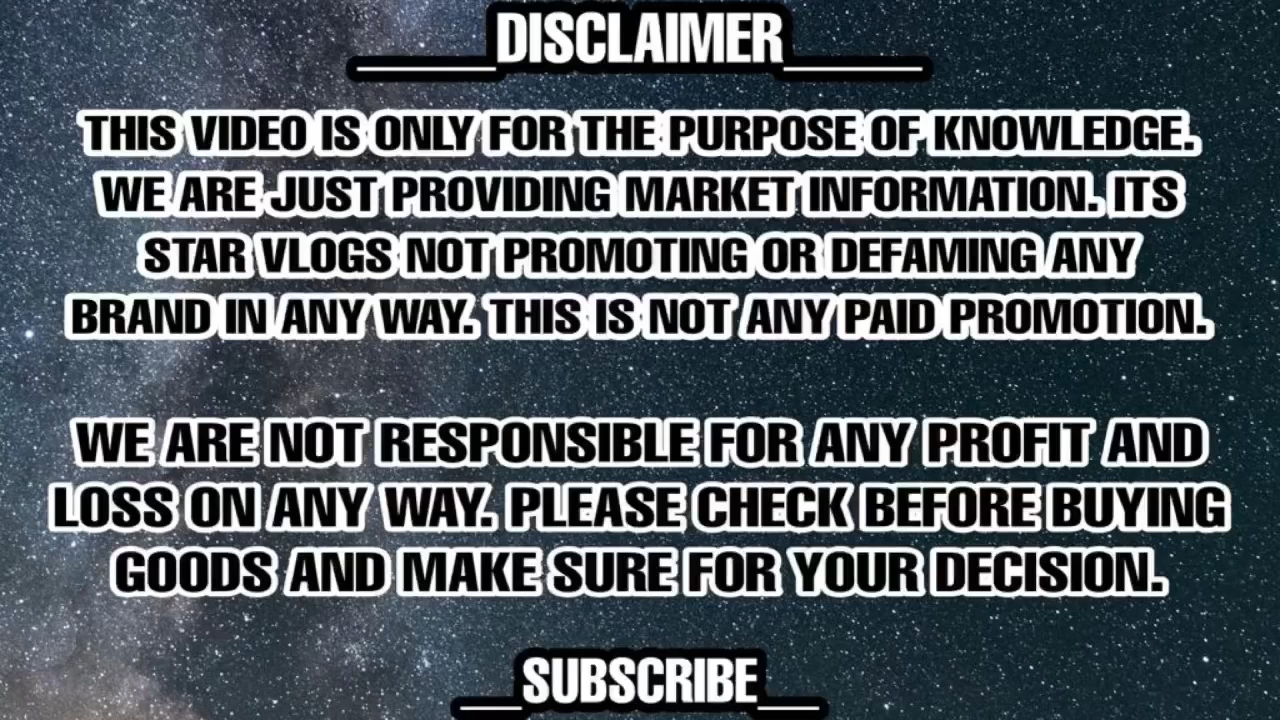 DISCLAIMER
THIS VIDEO IS ONLY FOR THE PURPOSE OF KNOWLEDGE.
WE ARE JUST PROVIDING MARKET INFORMATION. ITS
STAR VLOGS NOT PROMOTING OR DEFAMING ANY
BRAND IN ANY WAY. THIS IS NOT ANY PAID PROMOTION.
WE ARE NOT RESPONSIBLE FOR ANY PROFIT AND
LOSS ON ANY WAY. PLEASE CHECK BEFORE BUYING
GOODS AND MAKE SURE FOR YOUR DECISION.
SUBSCRIBE